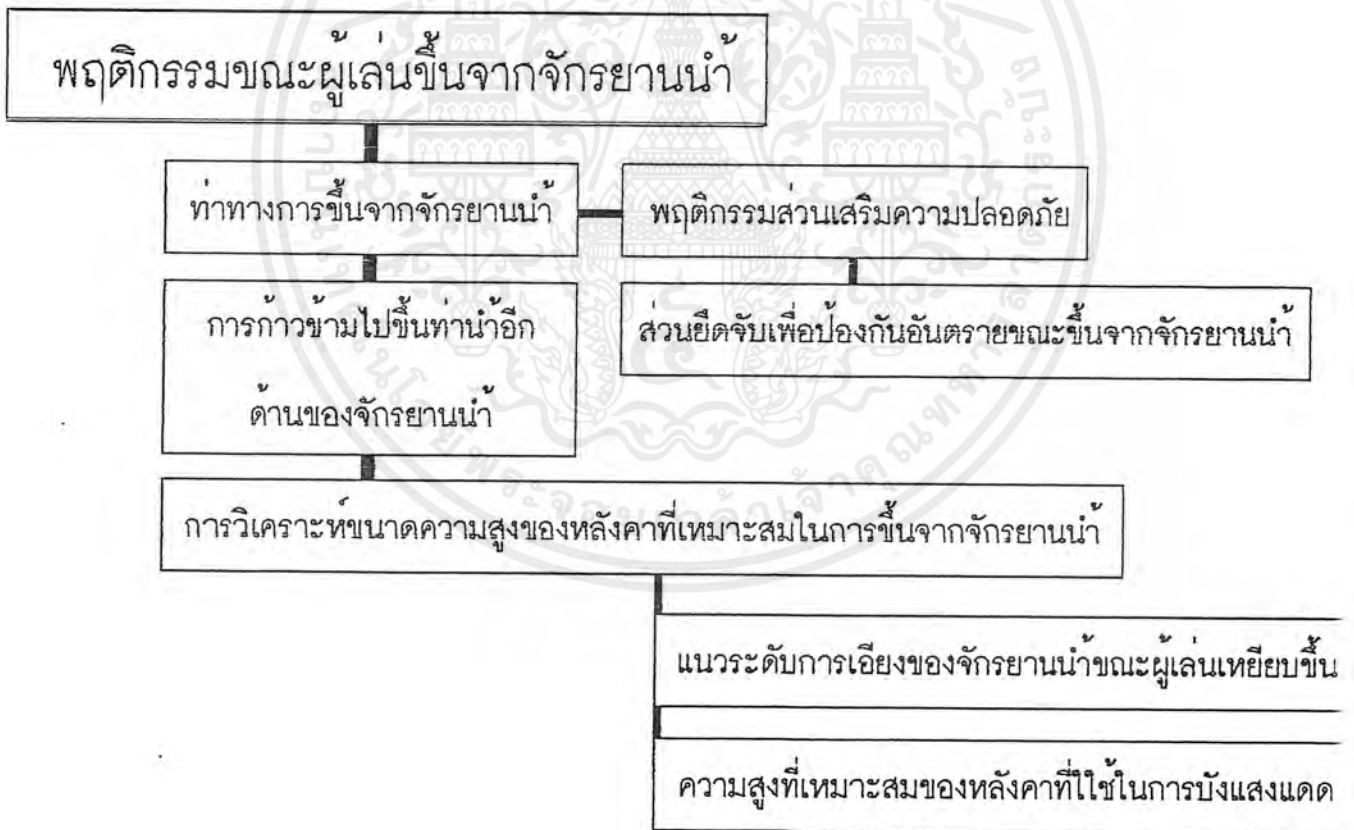 พฤติกรรมขณะผู้เล่นขึ้นจากจักรยานน้ำ
ท่าทางการขึ้นจากจักรยานน้ำ
พฤติกรรมส่วนเสริมความปลอดภัย
การก้าวข้ามไปขึ้นท่าน้ำอีก
ด้านของจักรยานน้ำ
ส่วนยึดจับเพื่อป้องกันอันตรายขณะขึ้นจากจักรยานน้ำ
การวิเคราะห์ขนาดความสูงของหลังคาที่เหมาะสมในการขึ้นจากจักรยานน้ำ
แนวระดับการเอียงของจักรยานน้ำขณะผู้เล่นเหยียบขึ้น
ความสูงที่เหมาะสมของหลังคาที่ใช้ในการบังแสงแดด